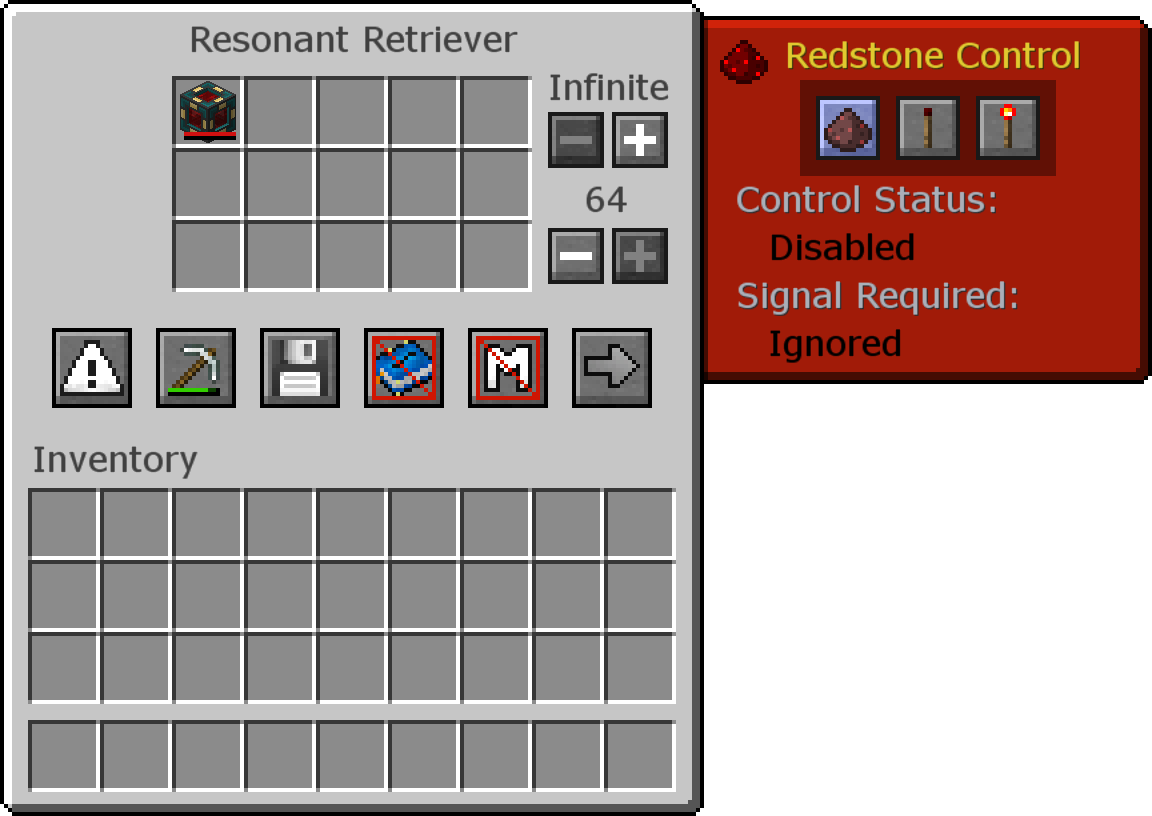 Resonant Retriever
Infinite
64
Inventory
Redstone Control
Control Status:
Disabled
Signal Required:
Ignored